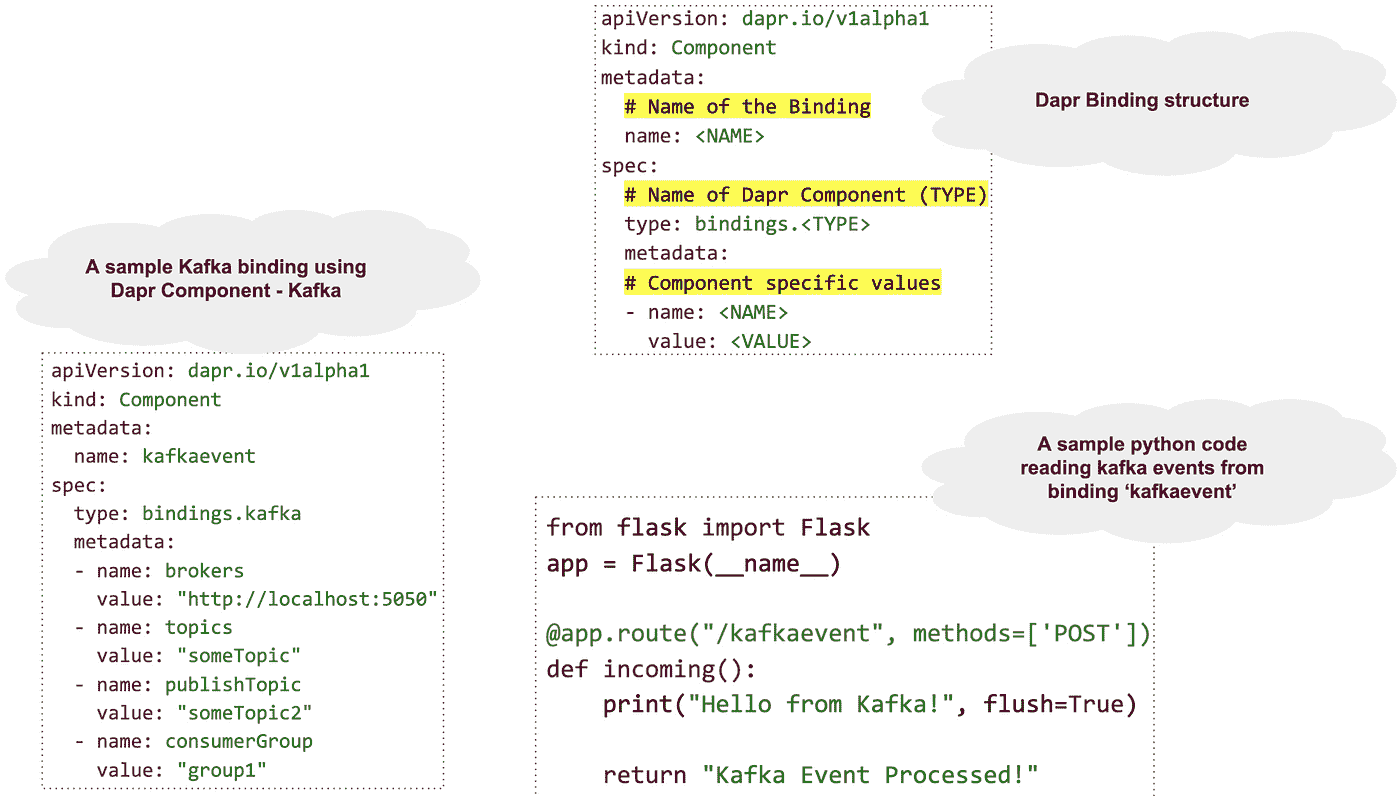 apiVersion: dapr.io/v1alpha1
kind: Component
metadata:
  # Name of the Binding
  name: <NAME>
spec:
  # Name of Dapr Component (TYPE)
  type: bindings.<TYPE>
  metadata:
  # Component specific values
  - name: <NAME>
    value: <VALUE>
Dapr Binding structure
A sample Kafka binding using
Dapr Component - Kafka
apiVersion: dapr.io/v1alpha1
kind: Component
metadata:
  name: kafkaevent
spec:
  type: bindings.kafka
  metadata:
  - name: brokers
    value: "http://localhost:5050"
  - name: topics
    value: "someTopic"
  - name: publishTopic
    value: "someTopic2"
  - name: consumerGroup
    value: "group1"
A sample python code
reading kafka events from
binding ‘kafkaevent’
from flask import Flask
app = Flask(__name__)
@app.route("/kafkaevent", methods=['POST'])
def incoming():
    print("Hello from Kafka!", flush=True)
    return "Kafka Event Processed!"